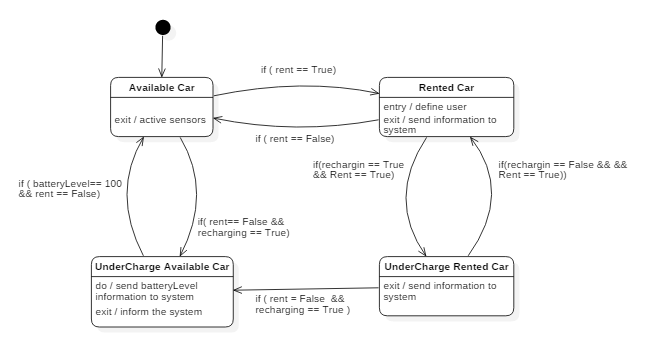 if ( rent == True)
Available Car
exit / active sensors
Rented Car
entry / define user
exit / send information to
system
if ( rent == False)
if ( batteryLevel== 100
&& rent == False)
if( rent== False &&
recharging == True)
if(rechargin == True
&& Rent == True)
if(rechargin == False && &&
Rent == True))
UnderCharge Available Car
do / send batteryLevel
information to system
exit / inform the system
UnderCharge Rented Car
exit / send information to
system
if ( rent = False  &&
recharging == True )